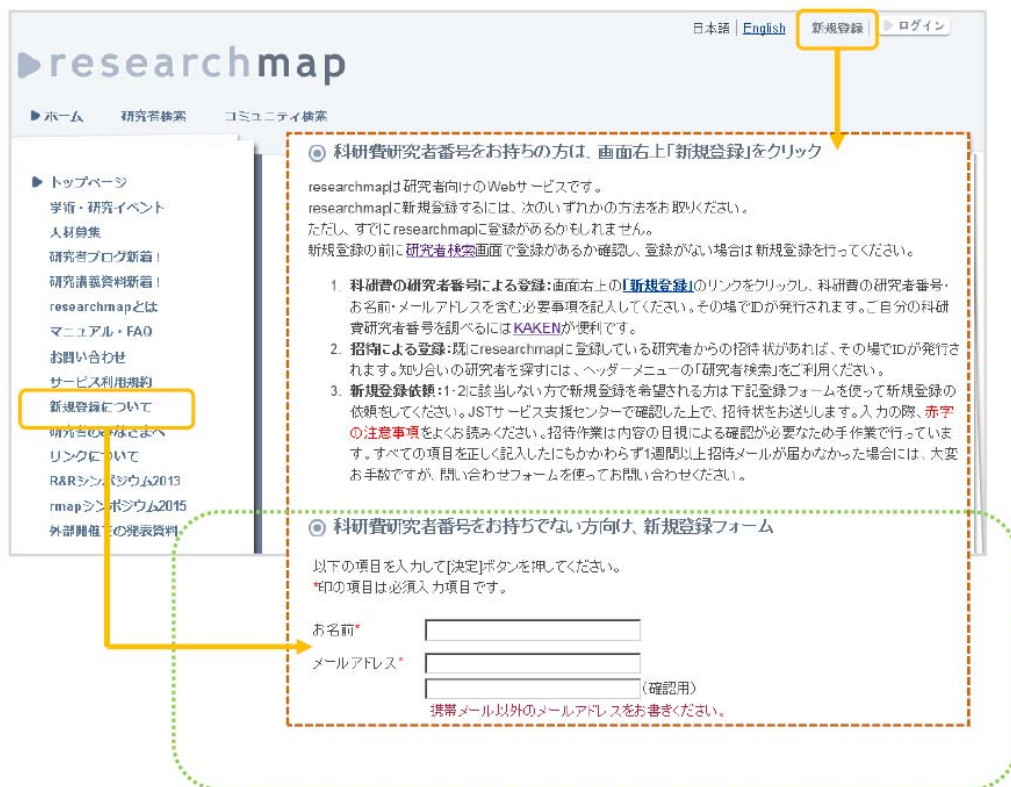 日本語 | English 新規登録 ログイン
researchmap
ホーム 研究者検索 コミュニティ検索
トップページ
学術・研究イベント
人材募集
研究者ブログ新着!
研究講義資料新着!
researchmapとは
マニュアル・FAQ
お問い合わせ
サービス利用規約
新規登録について
研究者のみなさまへ
リンクについて
R&Rシンポジウム2013
rmapシンポジウム2015
外部開催での発表資料
科研費研究者番号をお持ちの方は、画面右上「新規登録」をクリック
researchmapは研究者向けのWebサービスです。
researchmapに新規登録するには、次のいずれかの方法をお取りください。
ただし、すでにresearchmapに登録があるかもしれません。
新規登録の前に研究者検索画面で登録があるか確認し、登録がない場合は新規登録を行ってください。
1. 科研費の研究者番号による登録:画面右上の「新規登録」のリンクをクリックし、科研費の研究者番号・
お名前・メールアドレスを含む必要事項を記入してください。その場でIDが発行されます。ご自分の科研
費研究者番号を調べるにはKAKENが便利です。
2. 招待による登録:既にresearchmapに登録している研究者からの招待状があれば、その場でIDが発行さ
れます。知り合いの研究者を探すには、ヘッダーメニューの「研究者検索」をご利用ください。
3. 新規登録依頼:1・2に該当しない方で新規登録を希望される方は下記登録フォームを使って新規登録の
依頼をしてください。JSTサービス支援センターで確認した上で、招待状をお送りします。入力の際、赤字
の注意事項をよくお読みください。招待作業は内容の目視による確認が必要なため手作業で行っていま
す。すべての項目を正しく記入したにもかかわらず1週間以上招待メールが届かなかった場合には、大変
お手数ですが、問い合わせフォームを使ってお問い合わせください。
科研費研究者番号をお持ちでない方向け、新規登録フォーム
以下の項目を入力して[決定]ボタンを押してください。
*印の項目は必須入力項目です。
お名前*
メールアドレス*
(確認用)
携帯メール以外のメールアドレスをお書きください。